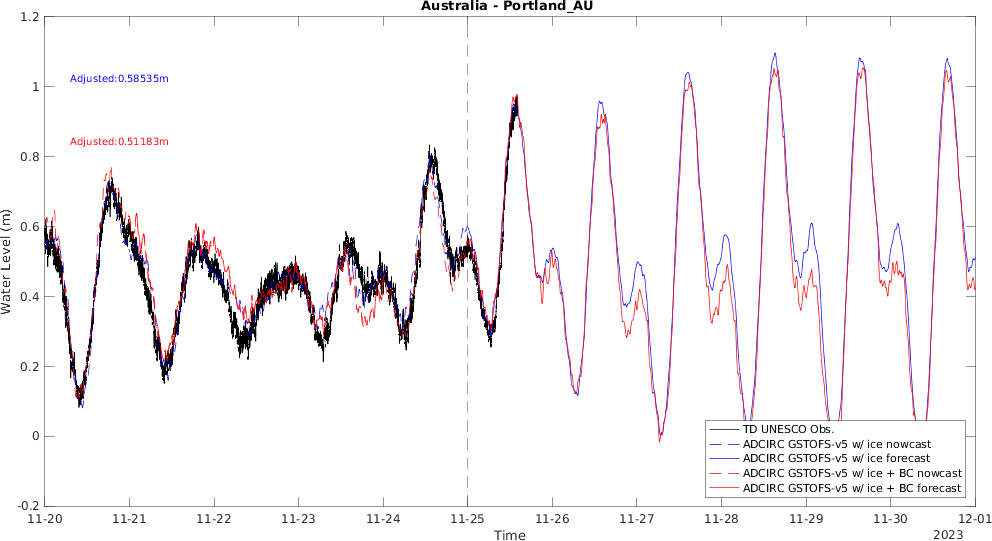 Australia - Portland_AU
1.2
1
0.8
0.6
0.4
0.2
0
-0.2
Water Level (m)
Adjusted:0.58535m
Adjusted:0.51183m
TD UNESCO Obs.
ADCIRC GSTOFS-v5 w/ ice nowcast
ADCIRC GSTOFS-v5 w/ ice forecast
ADCIRC GSTOFS-v5 w/ ice + BC nowcast
ADCIRC GSTOFS-v5 w/ ice + BC forecast
11-20 11-21 11-22 11-23 11-24 11-25 11-26 11-27 11-28 11-29 11-30 12-01
Time
2023